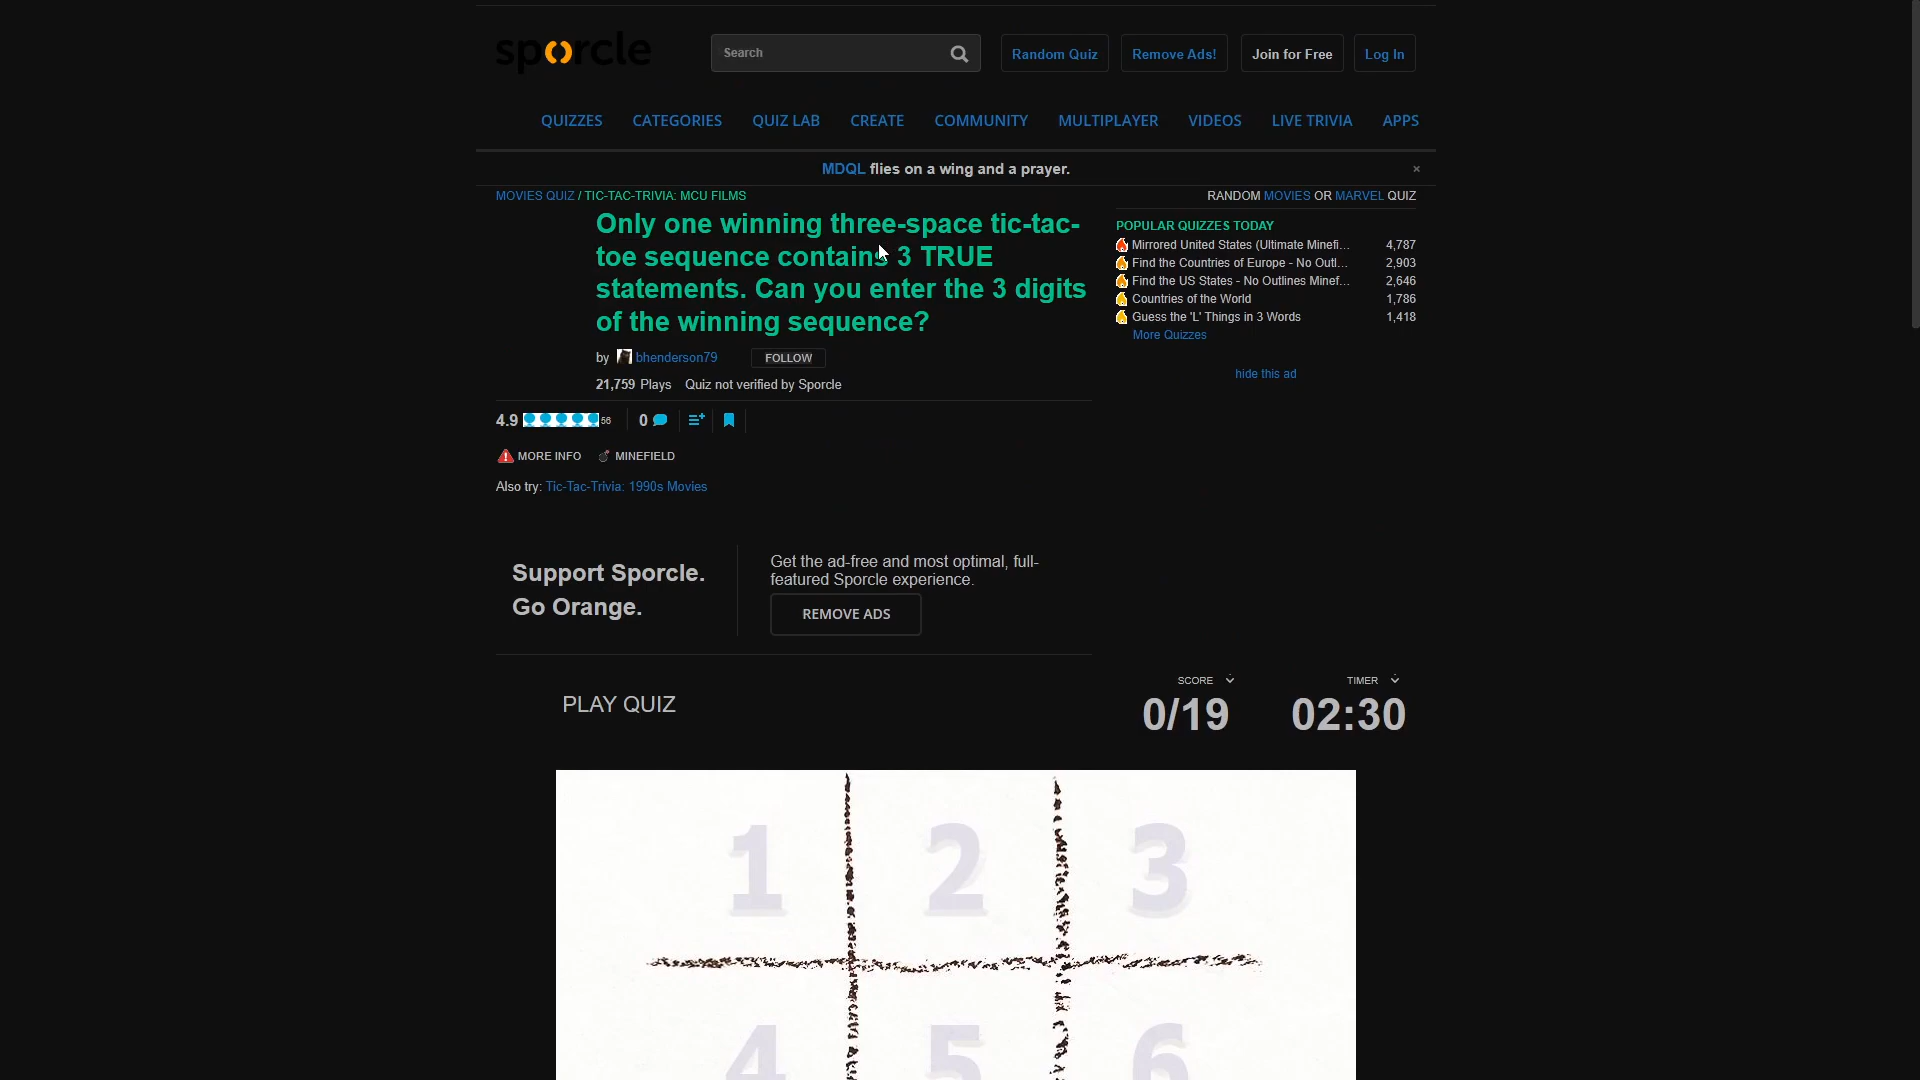 sporcle
Search
Random Quiz
Remove Ads!
Join for Free
Log In
QUIZZES
CATEGORIES
QUIZ LAB
CREATE
COMMUNITY
MULTIPLAYER
VIDEOS
LIVE TRIVIA
APPS
MDQL flies on a wing and a prayer.
×
MOVIES QUIZ / TIC-TAC-TRIVIA: MCU FILMS
Only one winning three-space tic-tac-
toe sequence contains 3 TRUE
statements. Can you enter the 3 digits
of the winning sequence?
by bhenderson79
FOLLOW
21,759 Plays Quiz not verified by Sporcle
4.9
56
0
MORE INFO
MINEFIELD
Also try: Tic-Tac-Trivia: 1990s Movies
RANDOM MOVIES OR MARVEL QUIZ
POPULAR QUIZZES TODAY
Mirrored United States (Ultimate Minefi... 4,787
Find the Countries of Europe - No Outl... 2,903
Find the US States - No Outlines Minef... 2,646
Countries of the World 1,786
Guess the 'L' Things in 3 Words 1,418
More Quizzes
hide this ad
Support Sporcle.
Go Orange.
Get the ad-free and most optimal, full-
featured Sporcle experience.
REMOVE ADS
PLAY QUIZ
SCORE
0/19
TIMER
02:30
1 2 3
4 5 6